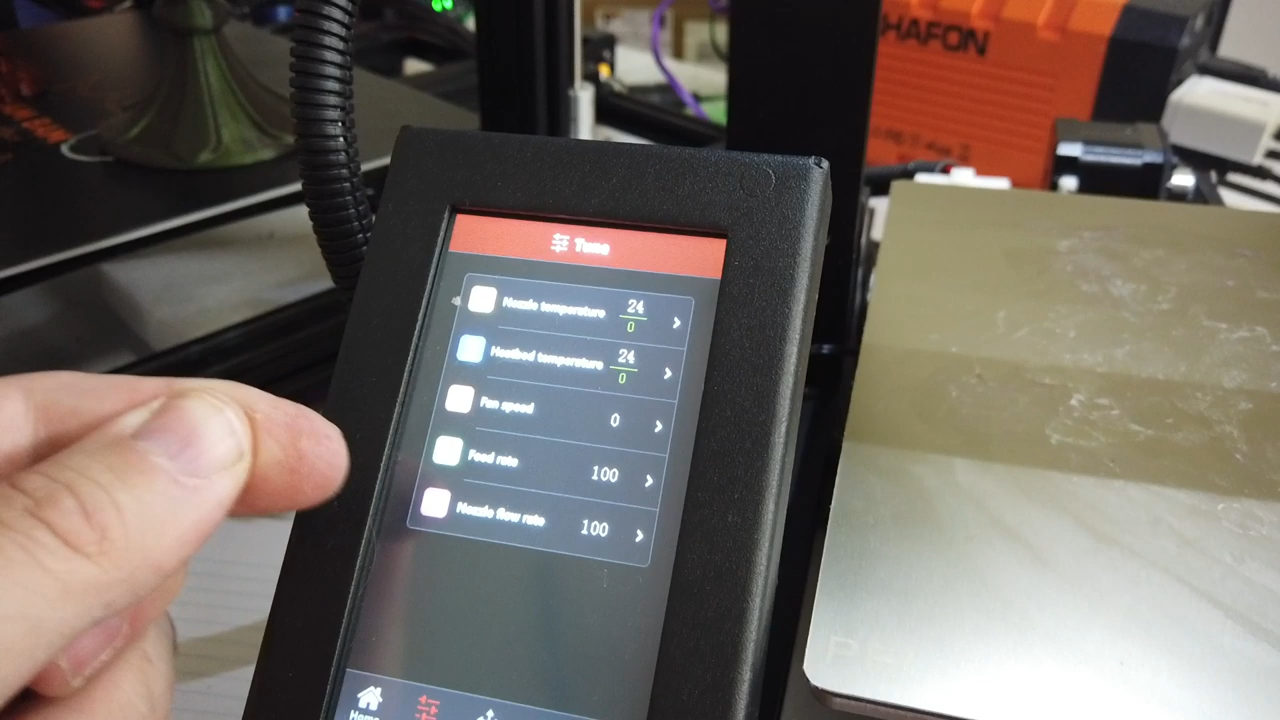 HAFON
Tune
Nozzle temperature 24
0
Heatbed temperature 24
0
Fan speed 0
Feed rate 100
Nozzle flow rate 100
Home